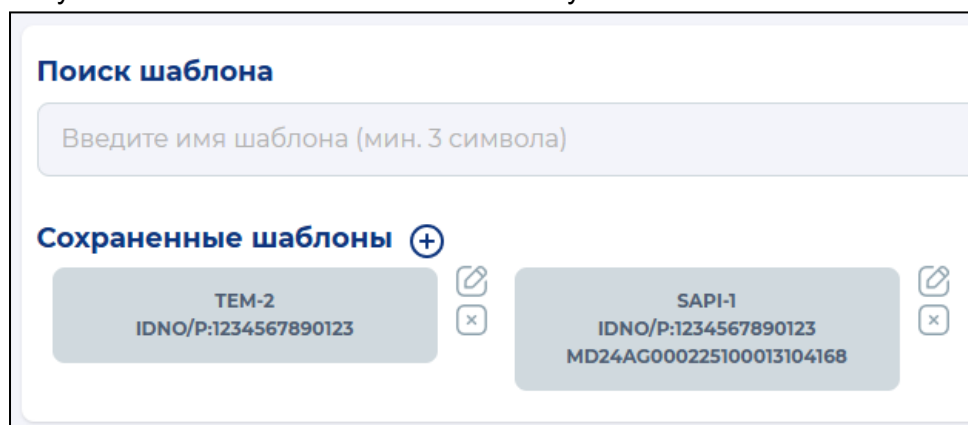 Поиск шаблона
Введите имя шаблона (мин. 3 символа)
Сохраненные шаблоны
TEM-2
IDNO/P:1234567890123
SAPI-1
IDNO/P:1234567890123
MD24AG000225100013104168